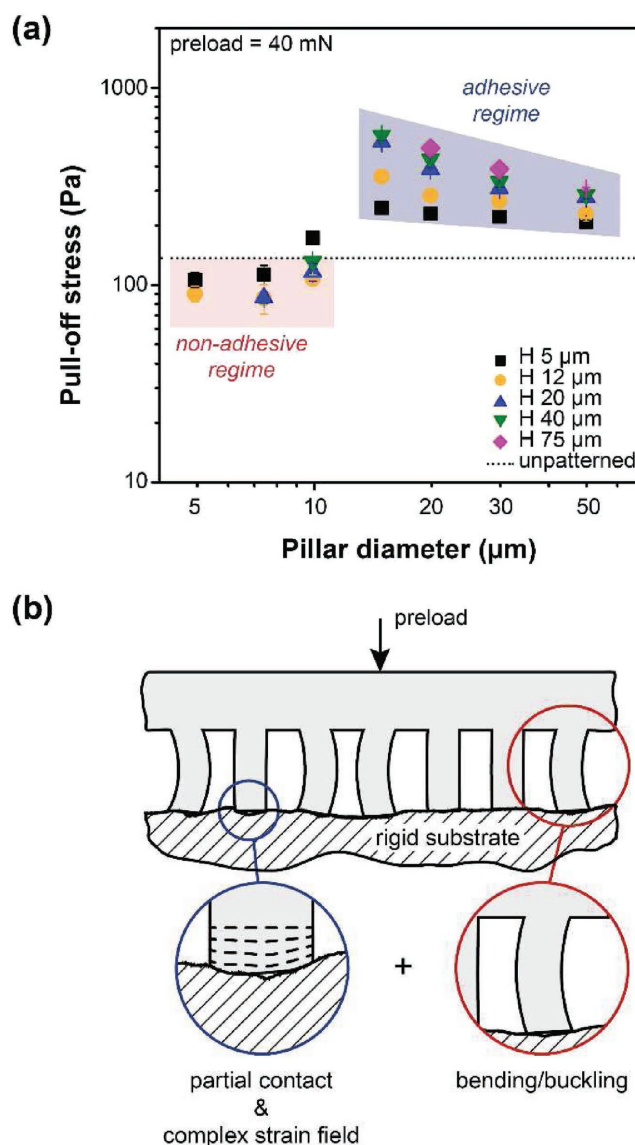 (a)
preload = 40 mN
adhesive
regime
1000
100
10
Pull-off stress (Pa)
non-adhesive
regime
H 5 µm
H 12 µm
H 20 µm
H 40 µm
H 75 µm
unpatterned
5
10
20
30
50
Pillar diameter (µm)
(b)
preload
rigid substrate
+
partial contact
&
complex strain field
bending/buckling